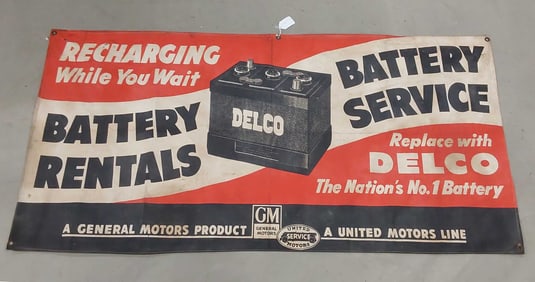 RECHARGING
While You Wait
BATTERY
RENTALS
DELCO
BATTERY
SERVICE
Replace with
DELCO
The Nation's No.1 Battery
A GENERAL MOTORS PRODUCT
GM
GENERAL
MOTORS
UNITED
SERVICE
MOTORS
A UNITED MOTORS LINE